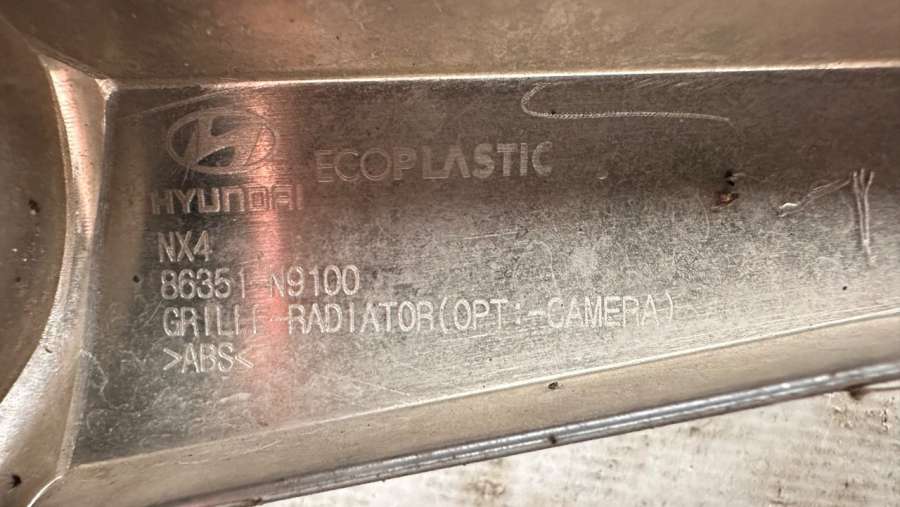 HYUNDAI ECOPLASTIC
NX4
86351-N9100
GRILLE-RADIATOR(OPT:-CAMERA)
>ABS<